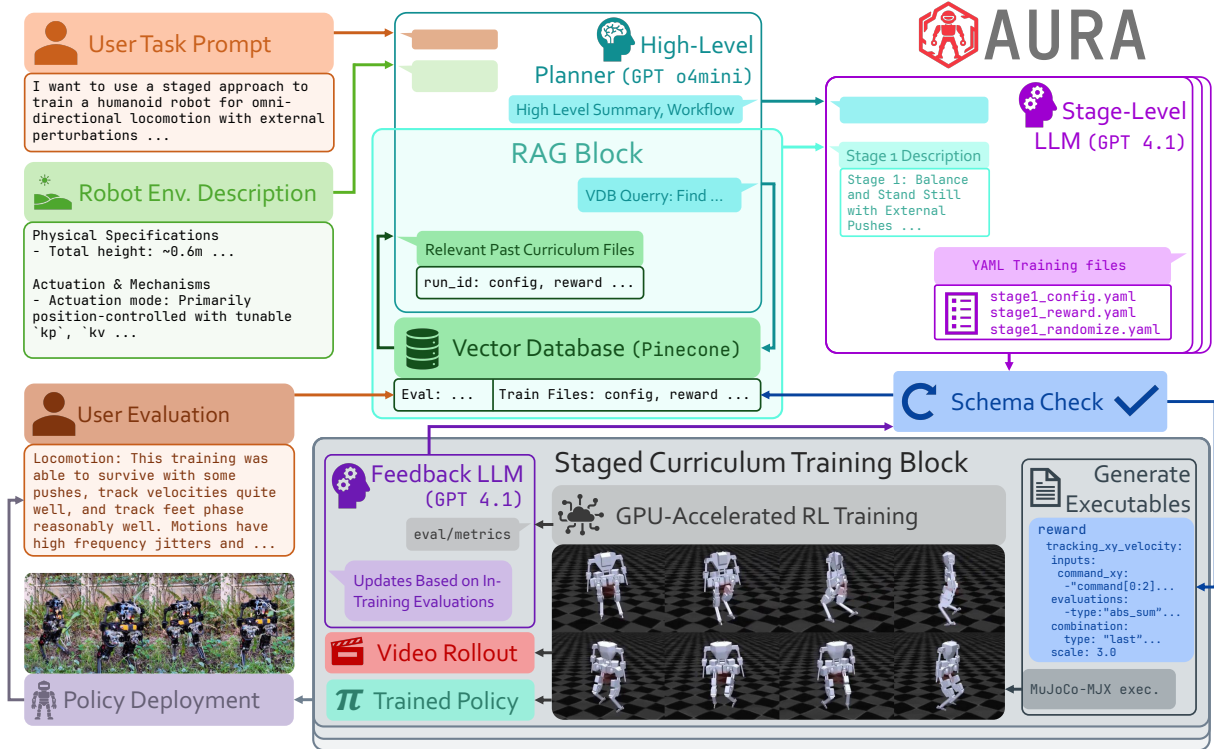 User Task Prompt
I want to use a staged approach to
train a humanoid robot for omni-
directional locomotion with external
perturbations ...
Robot Env. Description
Physical Specifications
- Total height: ~0.6m ...
Actuation & Mechanisms
- Actuation mode: Primarily
position-controlled with tunable
`kp`, `kv ...
High-Level
Planner (GPT o4mini)
High Level Summary, Workflow
RAG Block
VDB Querry: Find ...
Relevant Past Curriculum Files
run_id: config, reward ...
Vector Database (Pinecone)
Eval: ...
Train Files: config, reward ...
AURA
Stage-Level
LLM (GPT 4.1)
Stage 1 Description
Stage 1: Balance
and Stand Still
with External
Pushes ...
YAML Training files
stage1_config.yaml
stage1_reward.yaml
stage1_randomize.yaml
Schema Check
User Evaluation
Locomotion: This training was
able to survive with some
pushes, track velocities quite
well, and track feet phase
reasonably well. Motions have
high frequency jitters and ...
Policy Deployment
Staged Curriculum Training Block
Feedback LLM
(GPT 4.1)
eval/metrics
Updates Based on In-
Training Evaluations
Video Rollout
π Trained Policy
GPU-Accelerated RL Training
Generate
Executables
reward
tracking_xy_velocity:
inputs:
command_xy:
-"command[0:2]...
evaluations:
-type:"abs_sum"...
combination:
type: "last"...
scale: 3.0
MuJoCo-MJX exec.